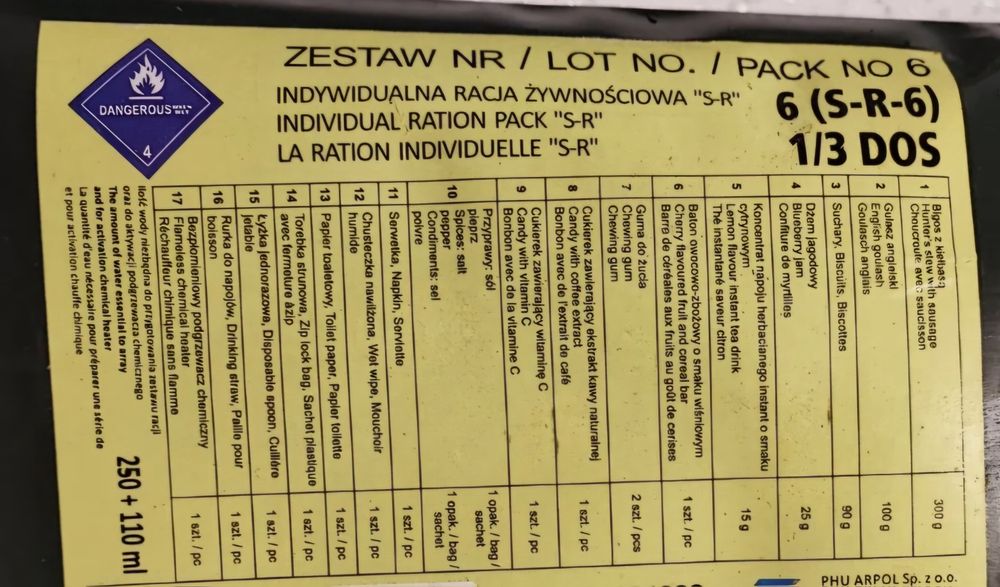 DANGEROUS
4
ZESTAW NR / LOT NO. / PACK NO 6
INDYWIDUALNA RACJA ŻYWNOŚCIOWA "S-R"
INDIVIDUAL RATION PACK "S-R"
LA RATION INDIVIDUELLE "S-R"
6 (S-R-6)
1/3 DOS
1 Bigos z kiełbasą
Hunter's stew with sausage
Choucroute avec saucisson
300 g
2 Gulasz angielski
English goulash
Goulasch anglais
100 g
3 Suchary, Biscuits, Biscottes
90 g
4 Dżem jagodowy
Blueberry jam
Confiture de myrtilles
25 g
5 Koncentrat napoju herbacianego instant o smaku
cytrynowym
Lemon flavour instant tea drink
Thé instantané saveur citron
15 g
6 Baton owocowo-zbożowy o smaku wiśniowym
Cherry flavoured fruit and cereal bar
Barre de céréales aux fruits au goût de cerises
1 szt. / pc
7 Guma do żucia
Chewing gum
Chewing gum
2 szt. / pcs
8 Cukierek zawierający ekstrakt kawy naturalnej
Candy with coffee extract
Bonbon avec de l'extrait de café
1 szt. / pc
9 Cukierek zawierający witaminę C
Candy with vitamin C
Bonbon avec de la vitamine C
1 szt. / pc
10 Przyprawy: sól
pieprz
Spices: salt
pepper
Condiments: sel
poivre
1 opak. / bag /
sachet
1 opak. / bag /
sachet
11 Serwetka, Napkin, Serviette
1 szt. / pc
12 Chusteczka nawilżona, Wet wipe, Mouchoir
humide
1 szt. / pc
13 Papier toaletowy, Toilet paper, Papier toilette
1 szt. / pc
14 Torebka strunowa, Zip lock bag, Sachet plastique
avec fermeture àzip
1 szt. / pc
15 Łyżka jednorazowa, Disposable spoon, Cuillère
jetable
1 szt. / pc
16 Rurka do napojów, Drinking straw, Paille pour
boisson
1 szt. / pc
17 Bezpłomieniowy podgrzewacz chemiczny
Flameless chemical heater
Réchauffeur chimique sans flamme
1 szt. / pc
Ilość wody niezbędna do przygotowania zestawu racji
oraz do aktywacji podgrzewacza chemicznego
The amount of water essential to array
and for activation chemical heater
La quantité d'eau nécessaire pour préparer une série de
et pour activation chauffe chimique
250 + 110 ml
PHU ARPOL Sp. z o.o.